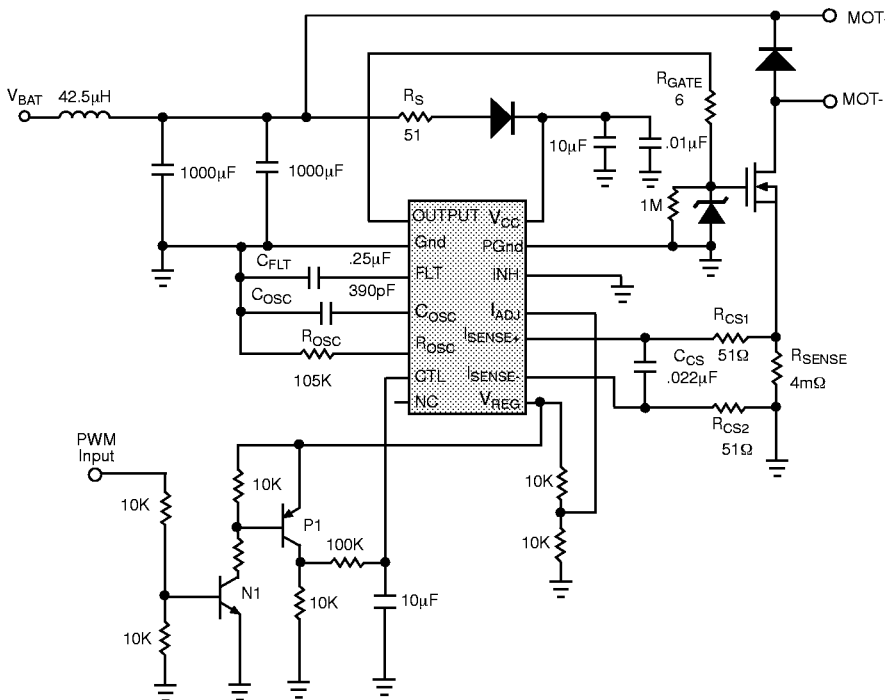 MOT-
VBAT
42.5µH
RS
51
RGATE
6
MOT-
1000µF
1000µF
10µF
.01µF
1M
OUTPUT
VCC
Gnd
PGnd
CFLT
.25µF
FLT
INH
COSC
390pF
COSC
IADJ
ROSC
105K
ROSC
ISENSE+
RCS1
51Ω
CCS
.022µF
RSENSE
4mΩ
CTL
ISENSE-
NC
VREG
RCS2
51Ω
PWM
Input
10K
10K
P1
10K
100K
10K
N1
10K
10K
10µF